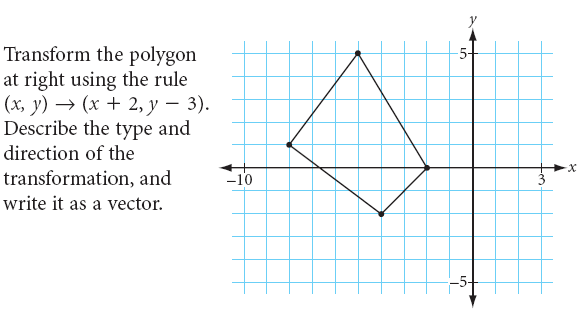 Transform the polygon
at right using the rule
(x, y) → (x + 2, y − 3).
Describe the type and
direction of the
transformation, and
write it as a vector.
y
5
−10
3
x
−5